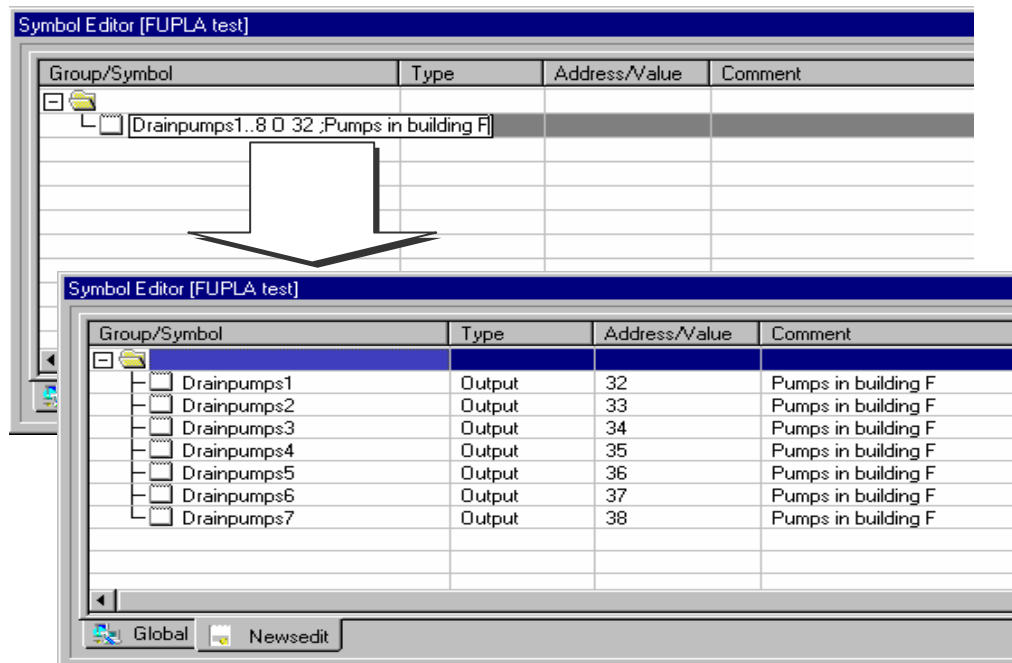 Symbol Editor [FUPLA test]
Group/Symbol Type Address/Value Comment
Drainpumps1..8 O 32 ;Pumps in building F
Symbol Editor [FUPLA test]
Group/Symbol Type Address/Value Comment
Drainpumps1 Output 32 Pumps in building F
Drainpumps2 Output 33 Pumps in building F
Drainpumps3 Output 34 Pumps in building F
Drainpumps4 Output 35 Pumps in building F
Drainpumps5 Output 36 Pumps in building F
Drainpumps6 Output 37 Pumps in building F
Drainpumps7 Output 38 Pumps in building F
Global Newsedit